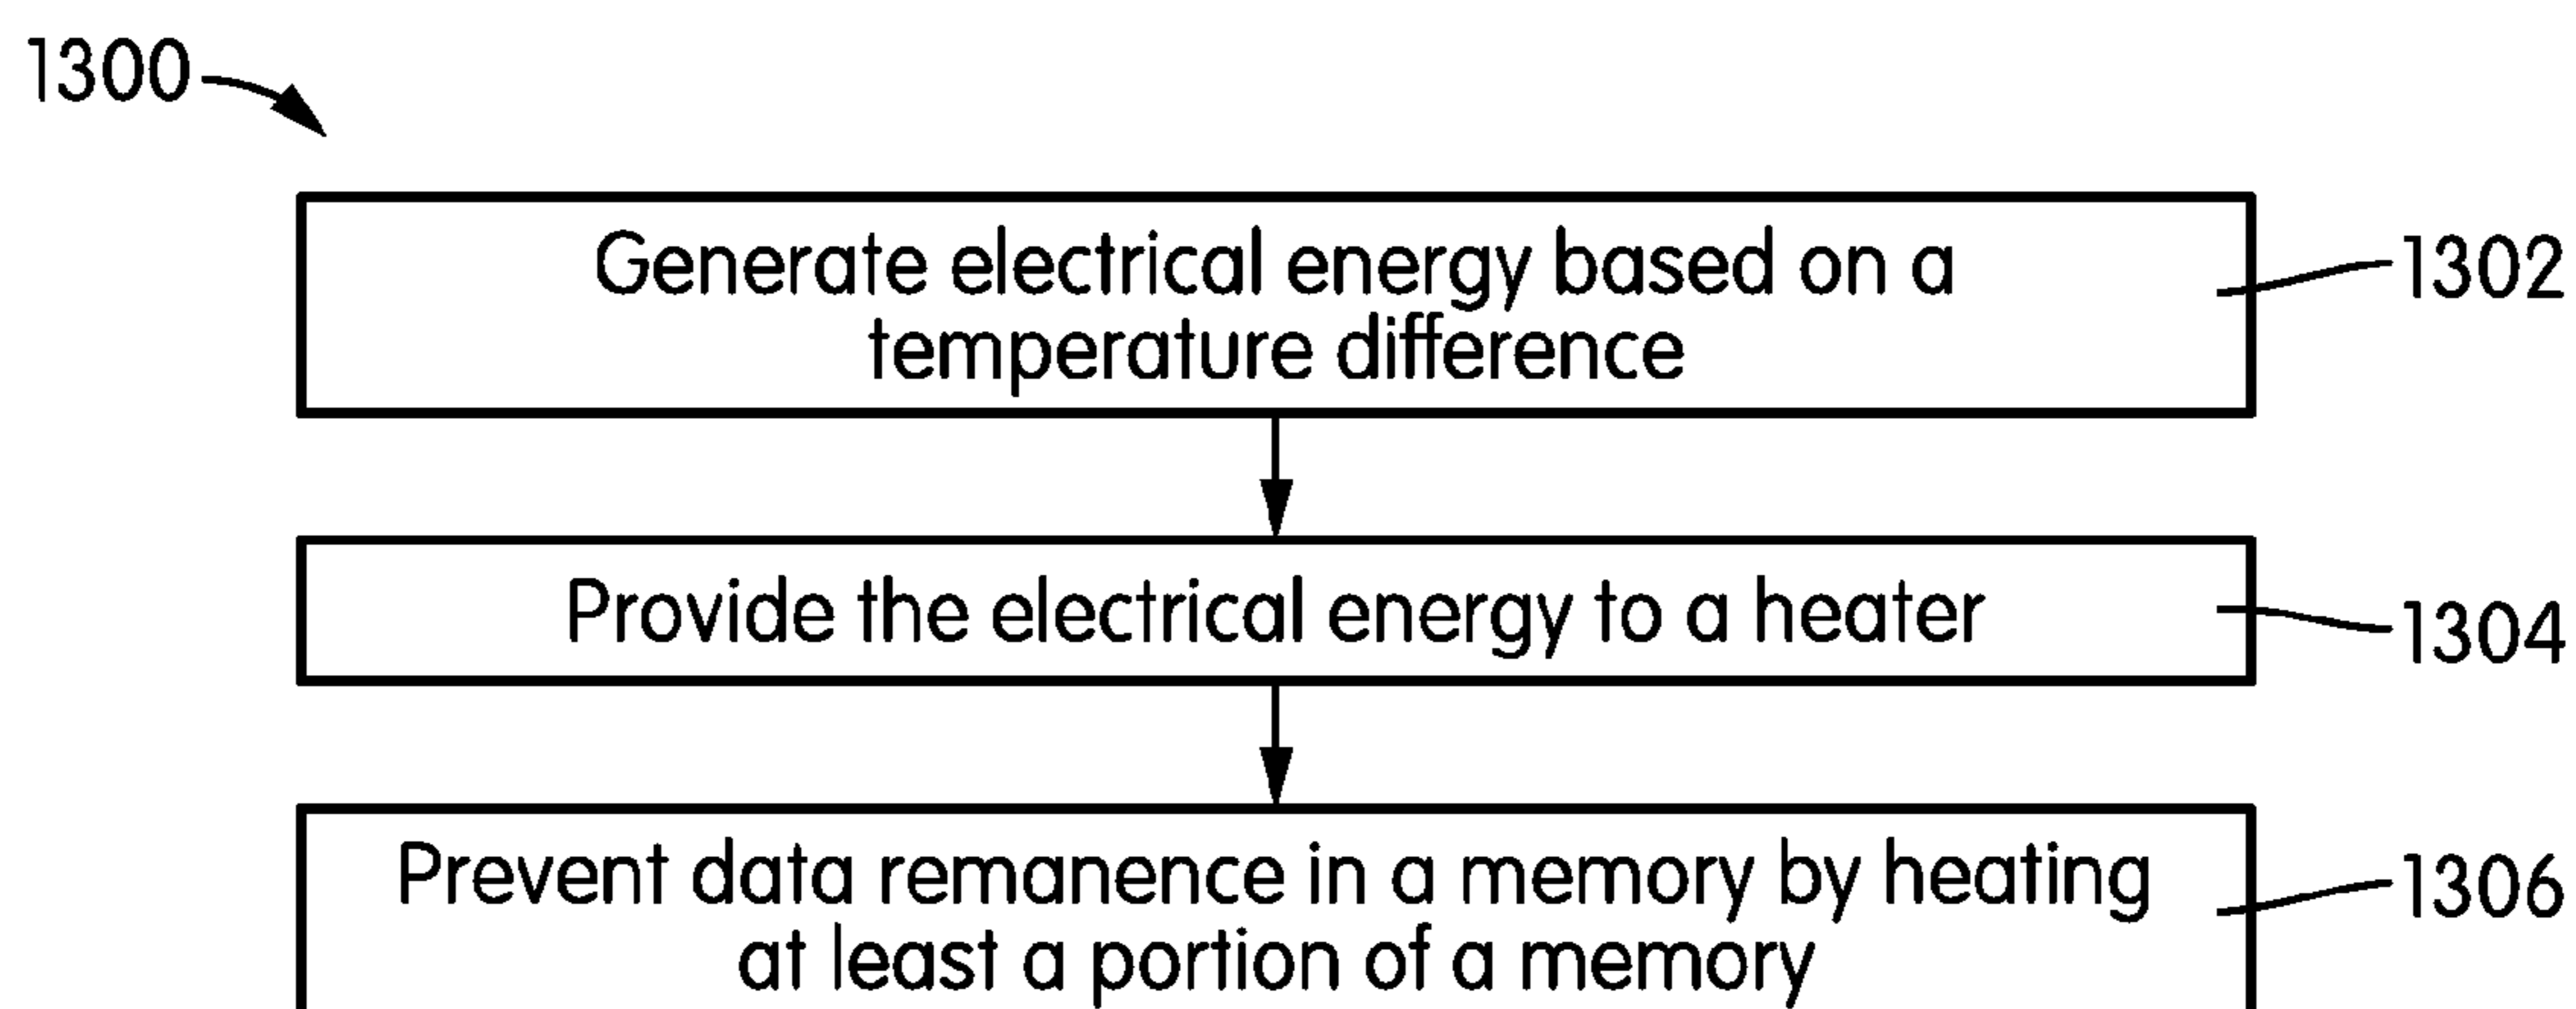 1300
Generate electrical energy based on a
temperature difference
1302
Provide the electrical energy to a heater
1304
Prevent data remanence in a memory by heating
at least a portion of a memory
1306